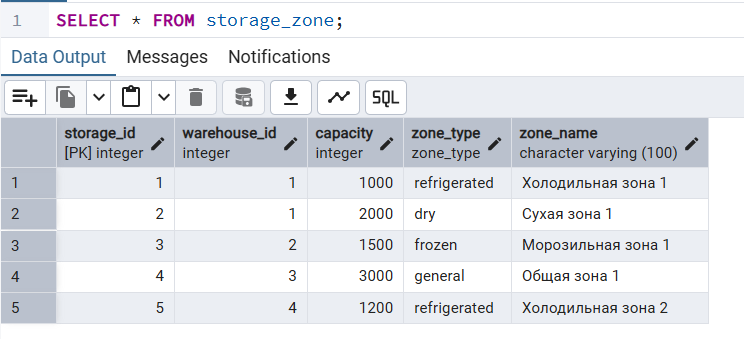 1 SELECT * FROM storage_zone;
Data Output Messages Notifications
SQL
storage_id warehouse_id capacity zone_type zone_name
[PK] integer integer integer zone_type character varying (100)
1 1 1 1000 refrigerated Холодильная зона 1
2 2 1 2000 dry Сухая зона 1
3 3 2 1500 frozen Морозильная зона 1
4 4 3 3000 general Общая зона 1
5 5 4 1200 refrigerated Холодильная зона 2